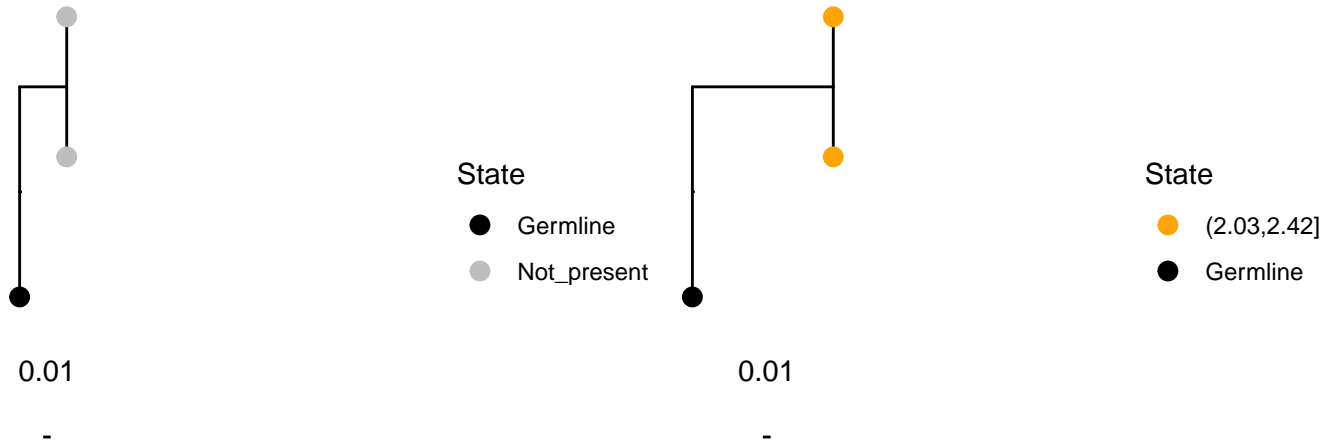 State
Germline
Not_present
0.01
-
State
(2.03,2.42]
Germline
0.01
-